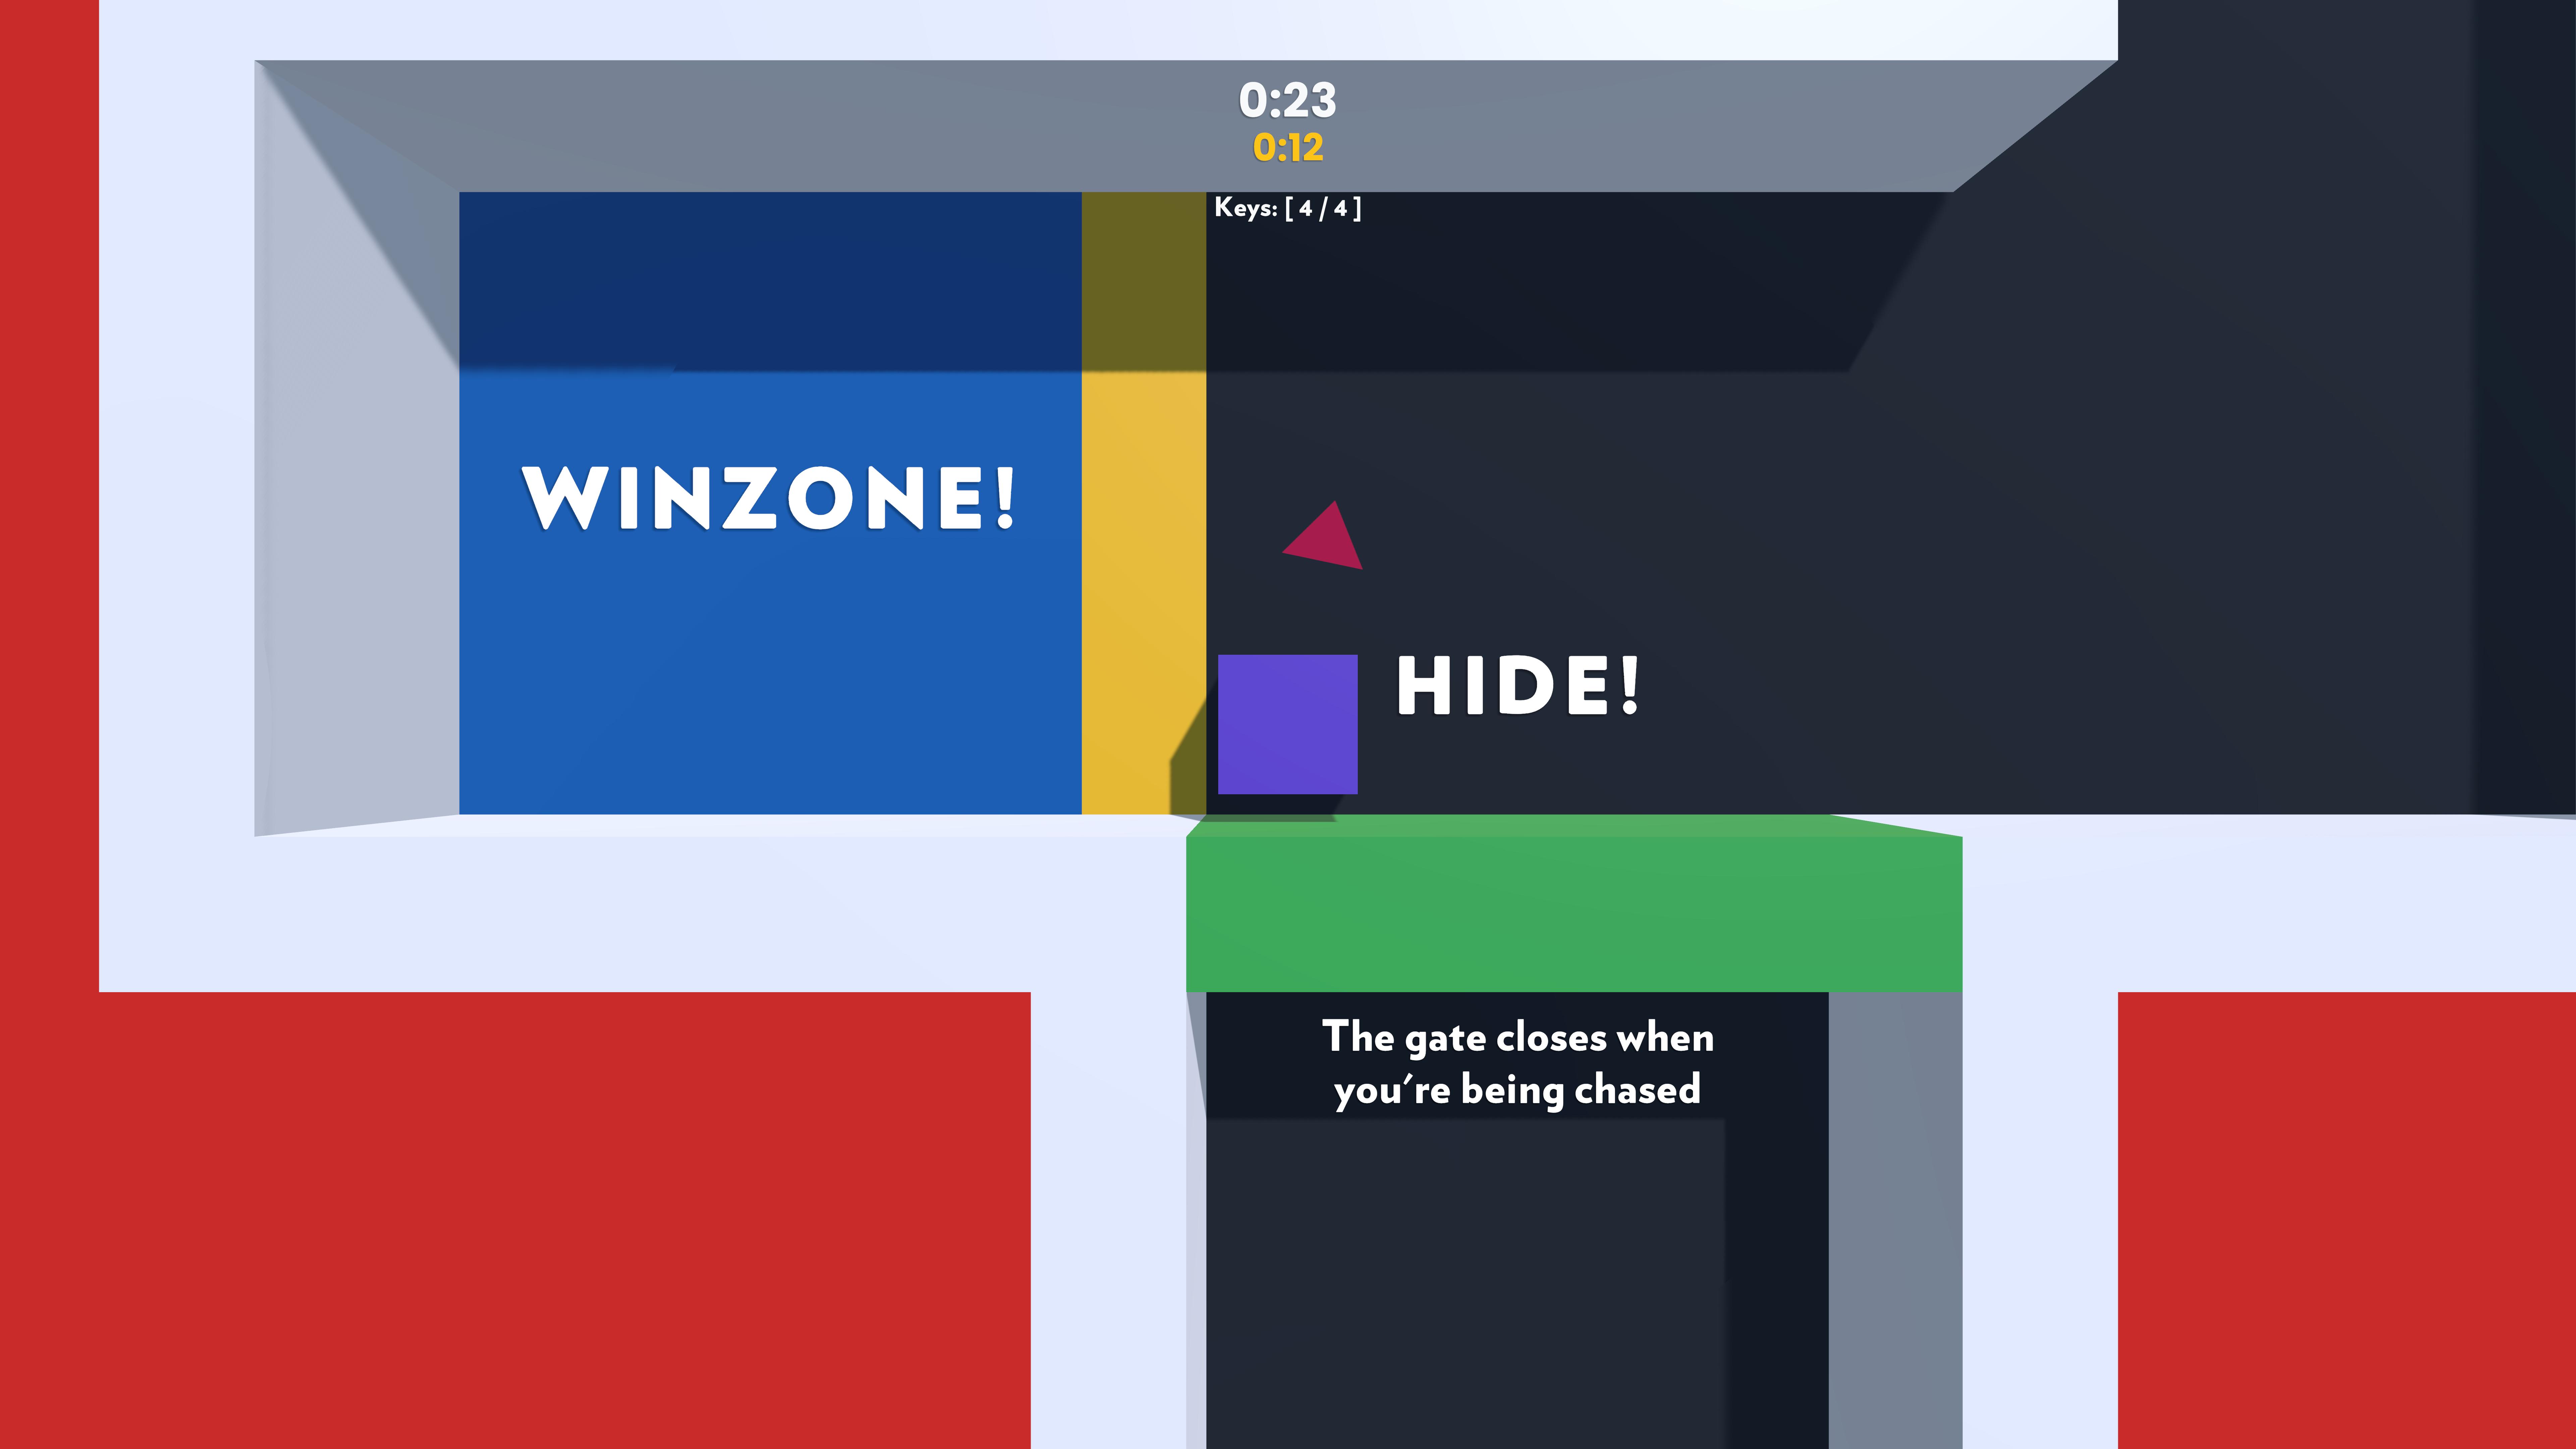 0:23
0:12
Keys: [ 4 / 4 ]
WINZONE!
HIDE!
The gate closes when
you're being chased